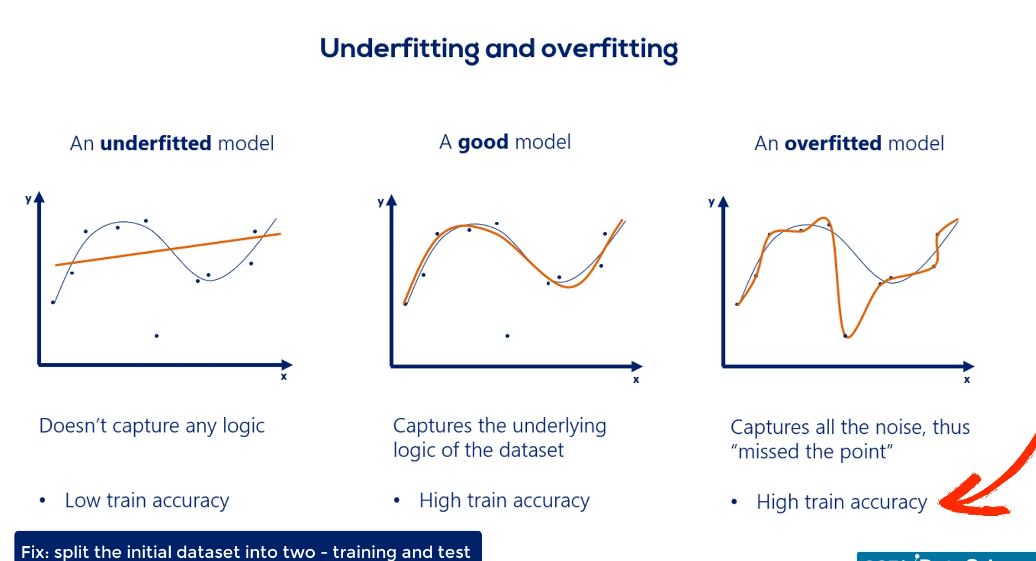 Underfitting and overfitting
An underfitted model
A good model
An overfitted model
y
x
y
x
y
x
Doesn't capture any logic
Captures the underlying
logic of the dataset
Captures all the noise, thus
“missed the point”
• Low train accuracy
• High train accuracy
• High train accuracy
Fix: split the initial dataset into two - training and test